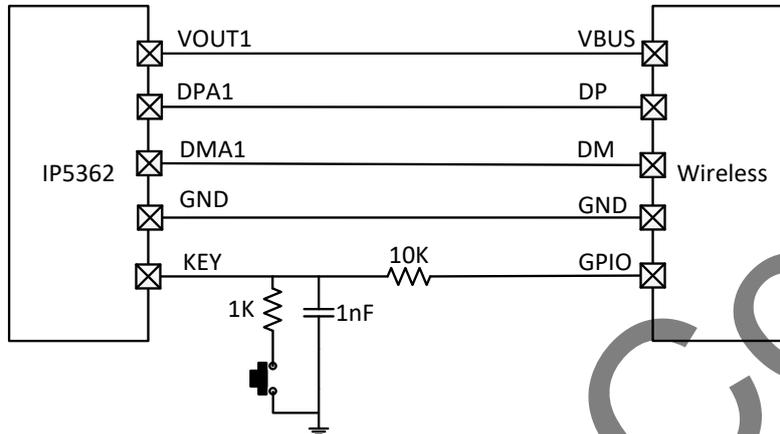 VOUT1 VBUS
DPA1 DP
DMA1 DM
IP5362 Wireless
GND GND
KEY 10K GPIO
1K 1nF